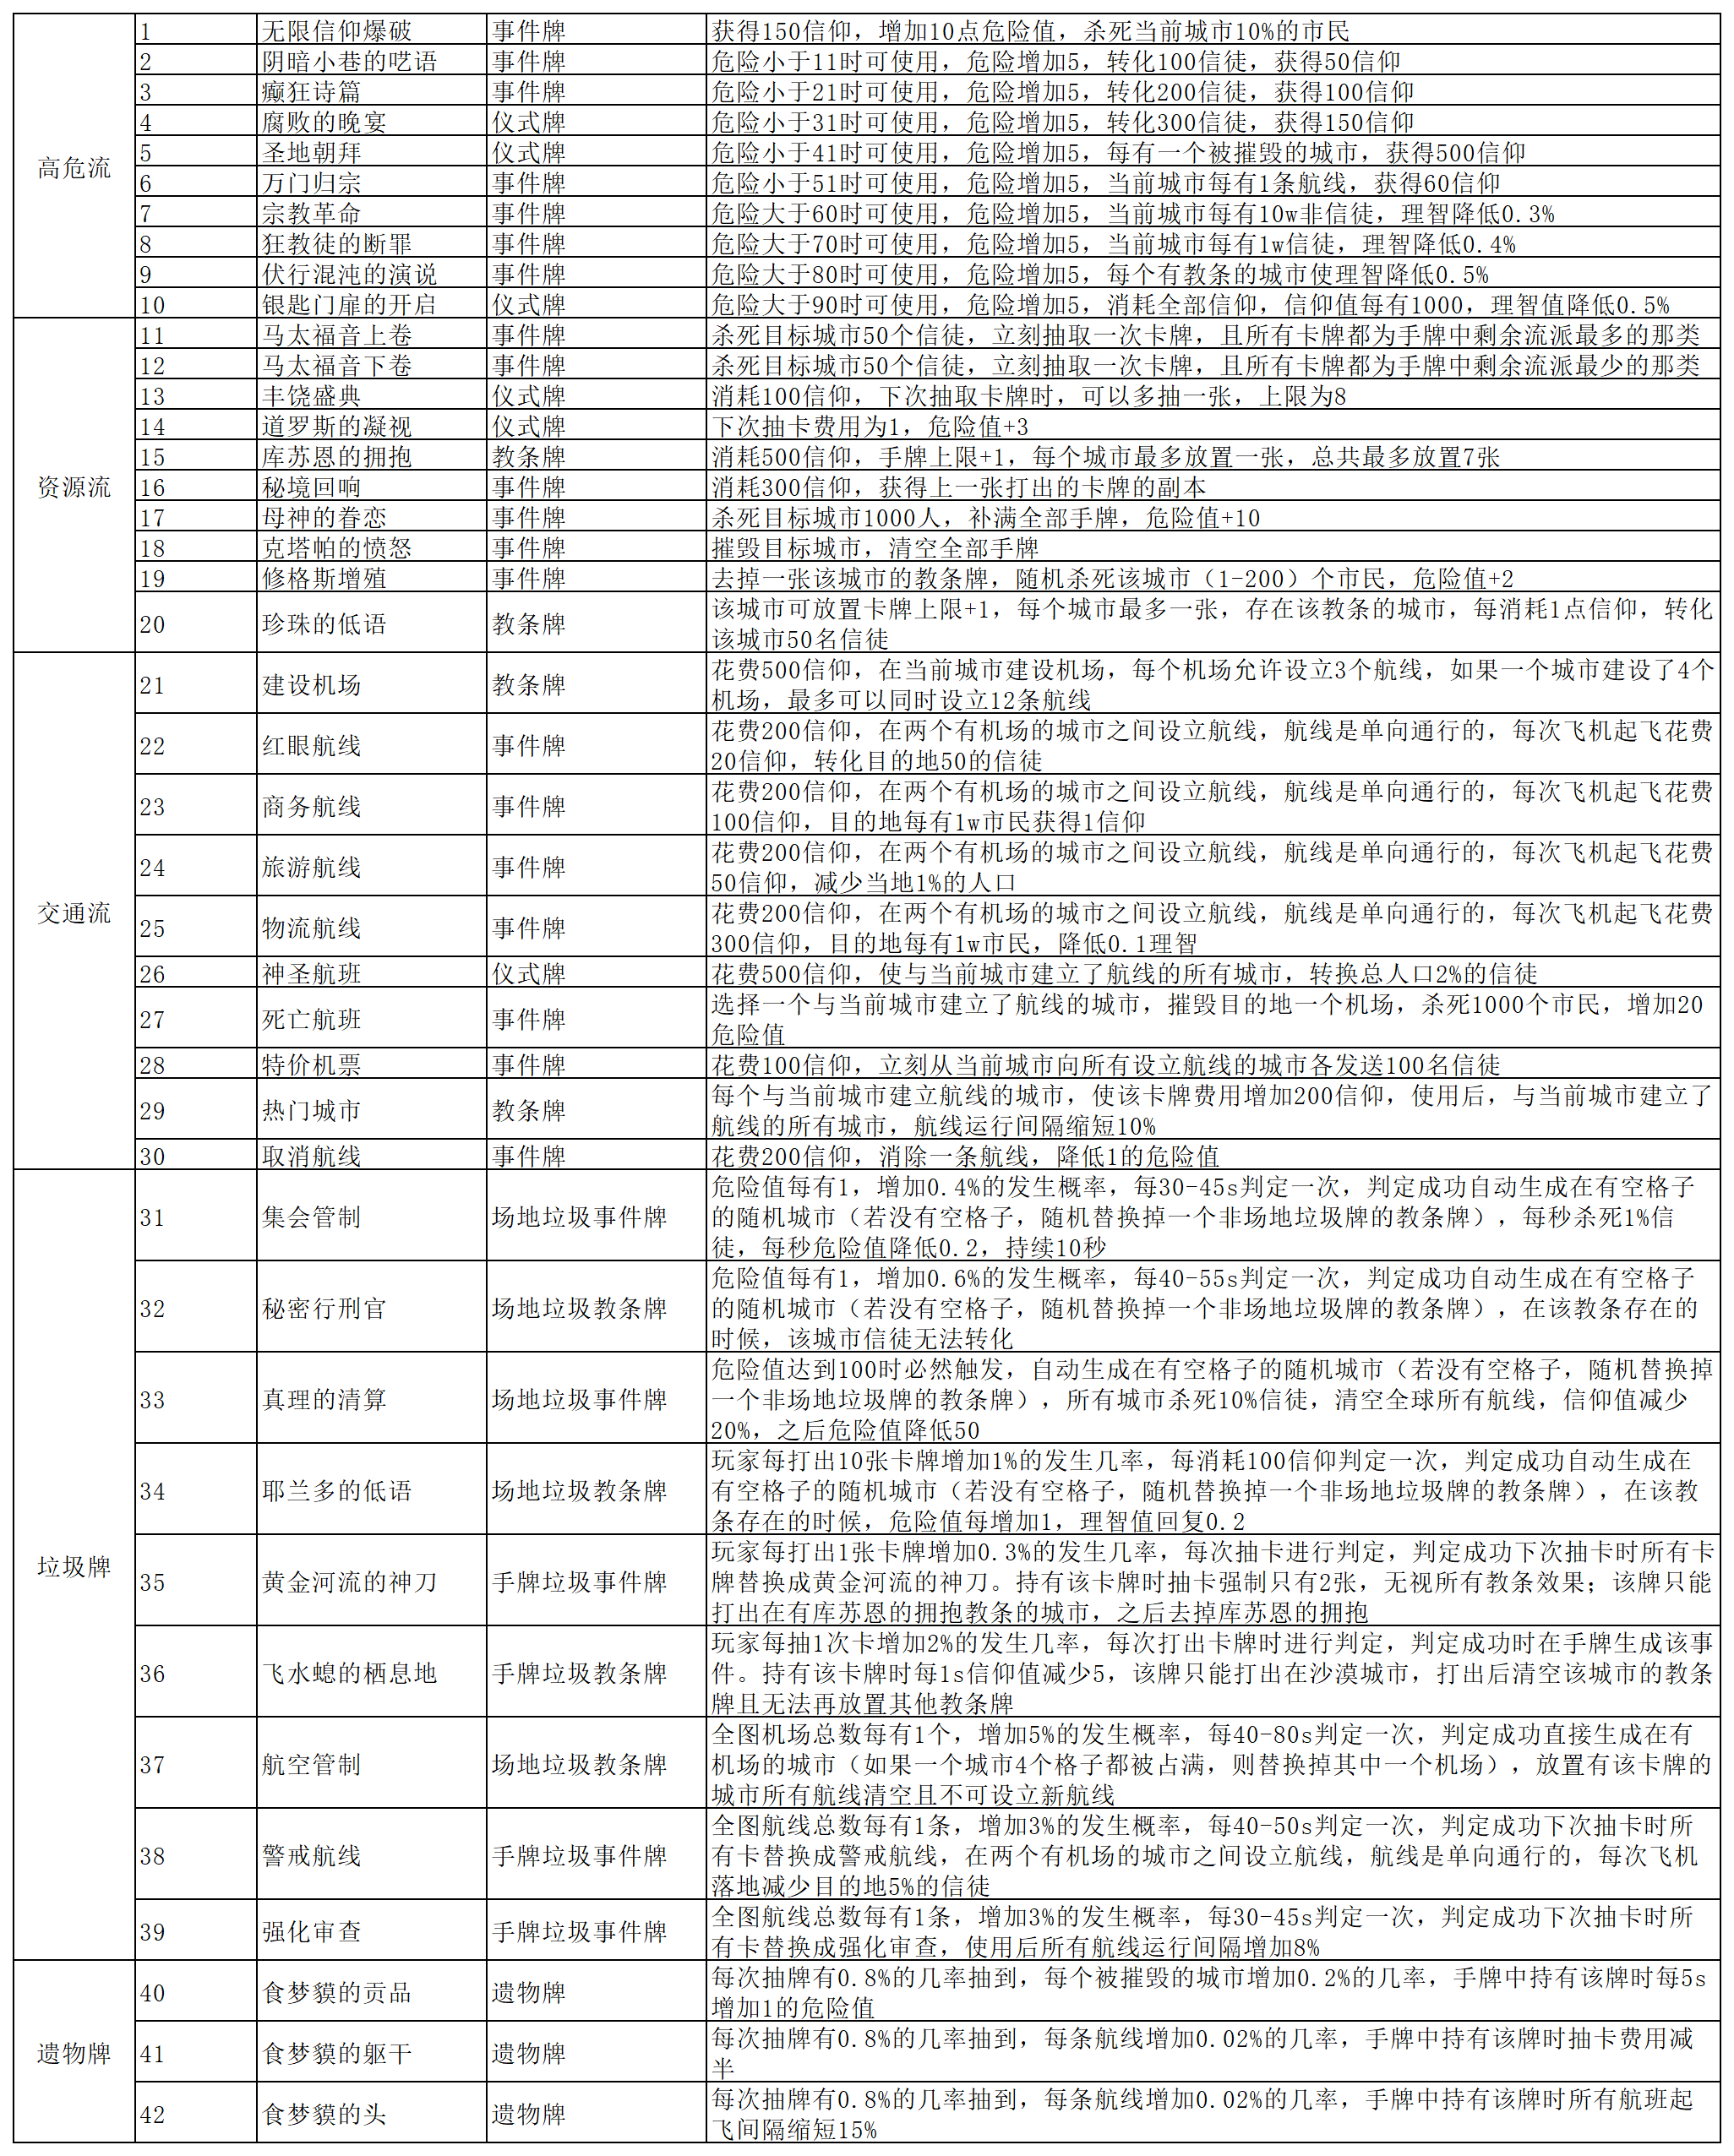 高危流
1 无限信仰爆破 事件牌 获得150信仰，增加10点危险值，杀死当前城市10%的市民
2 阴暗小巷的呓语 事件牌 危险小于11时可使用，危险增加5，转化100信徒，获得50信仰
3 癫狂诗篇 事件牌 危险小于21时可使用，危险增加5，转化200信徒，获得100信仰
4 腐败的晚宴 仪式牌 危险小于31时可使用，危险增加5，转化300信徒，获得150信仰
5 圣地朝拜 仪式牌 危险小于41时可使用，危险增加5，每有一个被摧毁的城市，获得500信仰
6 万门归宗 事件牌 危险小于51时可使用，危险增加5，当前城市每有1条航线，获得60信仰
7 宗教革命 事件牌 危险大于60时可使用，危险增加5，当前城市每有10w非信徒，理智降低0.3%
8 狂教徒的断罪 事件牌 危险大于70时可使用，危险增加5，当前城市每有1w信徒，理智降低0.4%
9 伏行混沌的演说 事件牌 危险大于80时可使用，危险增加5，每个有教条的城市使理智降低0.5%
10 银匙门扉的开启 仪式牌 危险大于90时可使用，危险增加5，消耗全部信仰，信仰值每有1000，理智值降低0.5%
资源流
11 马太福音上卷 事件牌 杀死目标城市50个信徒，立刻抽取一次卡牌，且所有卡牌都为手牌中剩余流派最多的那类
12 马太福音下卷 事件牌 杀死目标城市50个信徒，立刻抽取一次卡牌，且所有卡牌都为手牌中剩余流派最少的那类
13 丰饶盛典 仪式牌 消耗100信仰，下次抽取卡牌时，可以多抽一张，上限为8
14 道罗斯的凝视 仪式牌 下次抽卡费用为1，危险值+3
15 库苏恩的拥抱 教条牌 消耗500信仰，手牌上限+1，每个城市最多放置一张，总共最多放置7张
16 秘境回响 事件牌 消耗300信仰，获得上一张打出的卡牌的副本
17 母神的眷恋 事件牌 杀死目标城市1000人，补满全部手牌，危险值+10
18 克塔帕的愤怒 事件牌 摧毁目标城市，清空全部手牌
19 修格斯增殖 事件牌 去掉一张该城市的教条牌，随机杀死该城市（1-200）个市民，危险值+2
20 珍珠的低语 教条牌 该城市可放置卡牌上限+1，每个城市最多一张，存在该教条的城市，每消耗1点信仰，转化
该城市50名信徒
交通流
21 建设机场 教条牌 花费500信仰，在当前城市建设机场，每个机场允许设立3个航线，如果一个城市建设了4个
机场，最多可以同时设立12条航线
22 红眼航线 事件牌 花费200信仰，在两个有机场的城市之间设立航线，航线是单向通行的，每次飞机起飞花费
20信仰，转化目的地50的信徒
23 商务航线 事件牌 花费200信仰，在两个有机场的城市之间设立航线，航线是单向通行的，每次飞机起飞花费
100信仰，目的地每有1w市民获得1信仰
24 旅游航线 事件牌 花费200信仰，在两个有机场的城市之间设立航线，航线是单向通行的，每次飞机起飞花费
50信仰，减少当地1%的人口
25 物流航线 事件牌 花费200信仰，在两个有机场的城市之间设立航线，航线是单向通行的，每次飞机起飞花费
300信仰，目的地每有1w市民，降低0.1理智
26 神圣航班 仪式牌 花费500信仰，使与当前城市建立了航线的所有城市，转换总人口2%的信徒
27 死亡航班 事件牌 选择一个与当前城市建立了航线的城市，摧毁目的地一个机场，杀死1000个市民，增加20
危险值
28 特价机票 事件牌 花费100信仰，立刻从当前城市向所有设立航线的城市各发送100名信徒
29 热门城市 教条牌 每个与当前城市建立航线的城市，使该卡牌费用增加200信仰，使用后，与当前城市建立了
航线的所有城市，航线运行间隔缩短10%
30 取消航线 事件牌 花费200信仰，消除一条航线，降低1的危险值
垃圾牌
31 集会管制 场地垃圾事件牌 危险值每有1，增加0.4%的发生概率，每30-45s判定一次，判定成功自动生成在有空格子
的随机城市（若没有空格子，随机替换掉一个非场地垃圾牌的教条牌），每秒杀死1%信
徒，每秒危险值降低0.2，持续10秒
32 秘密行刑官 场地垃圾教条牌 危险值每有1，增加0.6%的发生概率，每40-55s判定一次，判定成功自动生成在有空格子
的随机城市（若没有空格子，随机替换掉一个非场地垃圾牌的教条牌），在该教条存在的
时候，该城市信徒无法转化
33 真理的清算 场地垃圾事件牌 危险值达到100时必然触发，自动生成在有空格子的随机城市（若没有空格子，随机替换掉
一个非场地垃圾牌的教条牌），所有城市杀死10%信徒，清空全球所有航线，信仰值减少
20%，之后危险值降低50
34 耶兰多的低语 场地垃圾教条牌 玩家每打出10张卡牌增加1%的发生几率，每消耗100信仰判定一次，判定成功自动生成在
有空格子的随机城市（若没有空格子，随机替换掉一个非场地垃圾牌的教条牌），在该教
条存在的时候，危险值每增加1，理智值回复0.2
35 黄金河流的神刀 手牌垃圾事件牌 玩家每打出1张卡牌增加0.3%的发生几率，每次抽卡进行判定，判定成功下次抽卡时所有卡
牌替换成黄金河流的神刀。持有该卡牌时抽卡强制只有2张，无视所有教条效果；该牌只能
打出在有库苏恩的拥抱教条的城市，之后去掉库苏恩的拥抱
36 飞水螅的栖息地 手牌垃圾教条牌 玩家每抽1次卡增加2%的发生几率，每次打出卡牌时进行判定，判定成功时在手牌生成该事
件。持有该卡牌时每1s信仰值减少5，该牌只能打出在沙漠城市，打出后清空该城市的教条
牌且无法再放置其他教条牌
37 航空管制 场地垃圾教条牌 全图机场总数每有1个，增加5%的发生概率，每40-80s判定一次，判定成功直接生成在有
机场的城市（如果一个城市4个格子都被占满，则替换掉其中一个机场），放置有该卡牌的
城市所有航线清空且不可设立新航线
38 警戒航线 手牌垃圾事件牌 全图航线总数每有1条，增加3%的发生概率，每40-50s判定一次，判定成功下次抽卡时所
有卡替换成警戒航线，在两个有机场的城市之间设立航线，航线是单向通行的，每次飞机
落地减少目的地5%的信徒
39 强化审查 手牌垃圾事件牌 全图航线总数每有1条，增加3%的发生概率，每30-45s判定一次，判定成功下次抽卡时所
有卡替换成强化审查，使用后所有航线运行间隔增加8%
遗物牌
40 食梦貘的贡品 遗物牌 每次抽牌有0.8%的几率抽到，每个被摧毁的城市增加0.2%的几率，手牌中持有该牌时每5s
增加1的危险值
41 食梦貘的躯干 遗物牌 每次抽牌有0.8%的几率抽到，每条航线增加0.02%的几率，手牌中持有该牌时抽卡费用减
半
42 食梦貘的头 遗物牌 每次抽牌有0.8%的几率抽到，每条航线增加0.02%的几率，手牌中持有该牌时所有航班起
飞间隔缩短15%